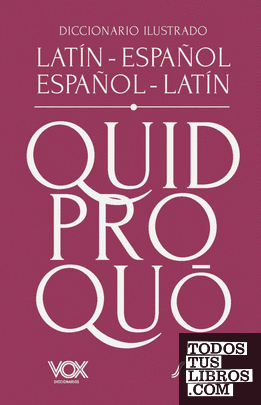 DICCIONARIO ILUSTRADO
LATÍN - ESPAÑOL
ESPAÑOL - LATÍN
QUID
PRO
QUŌ
VOX
DICCIONARIOS
TODOS
TUS
LIBROS
.COM